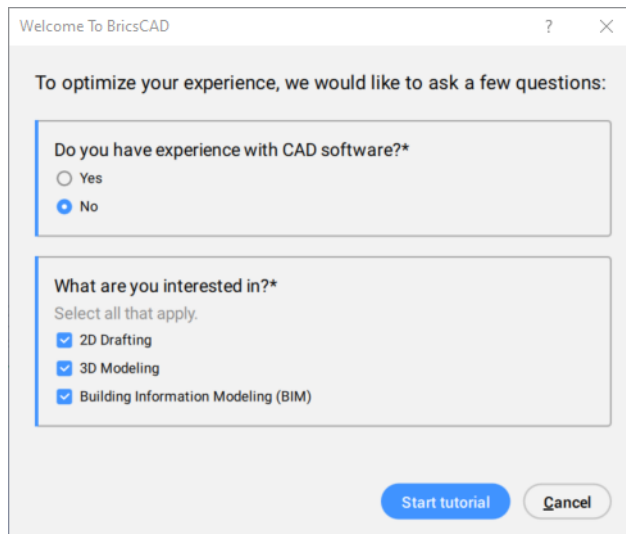 Welcome To BricsCAD
?
To optimize your experience, we would like to ask a few questions:
Do you have experience with CAD software?*
Yes
No
What are you interested in?*
Select all that apply.
2D Drafting
3D Modeling
Building Information Modeling (BIM)
Start tutorial
Cancel